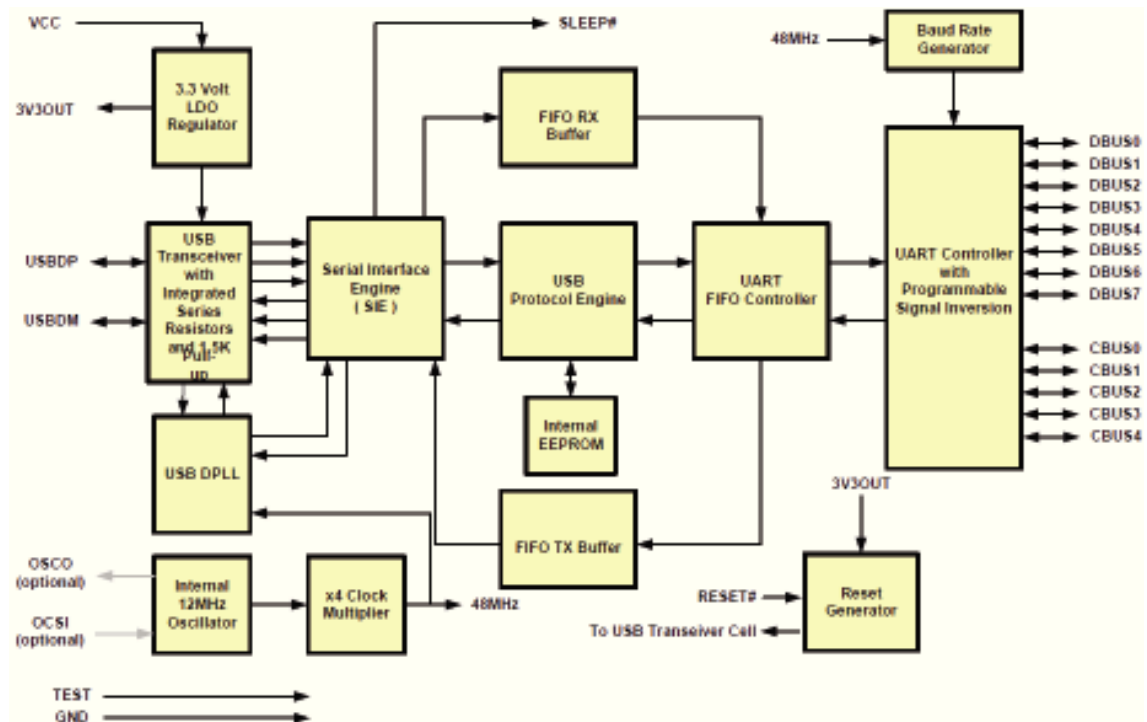 VCC
SLEEP#
48MHz
Baud Rate
Generator
3.3 Volt
LDO
Regulator
3V3OUT
FIFO RX
Buffer
DBUS0
DBUS1
DBUS2
DBUS3
DBUS4
DBUS5
DBUS6
DBUS7
USBDP
USBDM
USB
Transceiver
with
Integrated
Series
Resistors
and 1.5K
Pull-
up
Serial Interface
Engine
( SIE )
USB
Protocol Engine
UART
FIFO Controller
UART Controller
with
Programmable
Signal Inversion
CBUS0
CBUS1
CBUS2
CBUS3
CBUS4
Internal
EEPROM
USB DPLL
3V3OUT
FIFO TX Buffer
OSCO
(optional)
OCSI
(optional)
Internal
12MHz
Oscillator
x4 Clock
Multiplier
48MHz
RESET#
Reset
Generator
To USB Transeiver Cell
TEST
GND